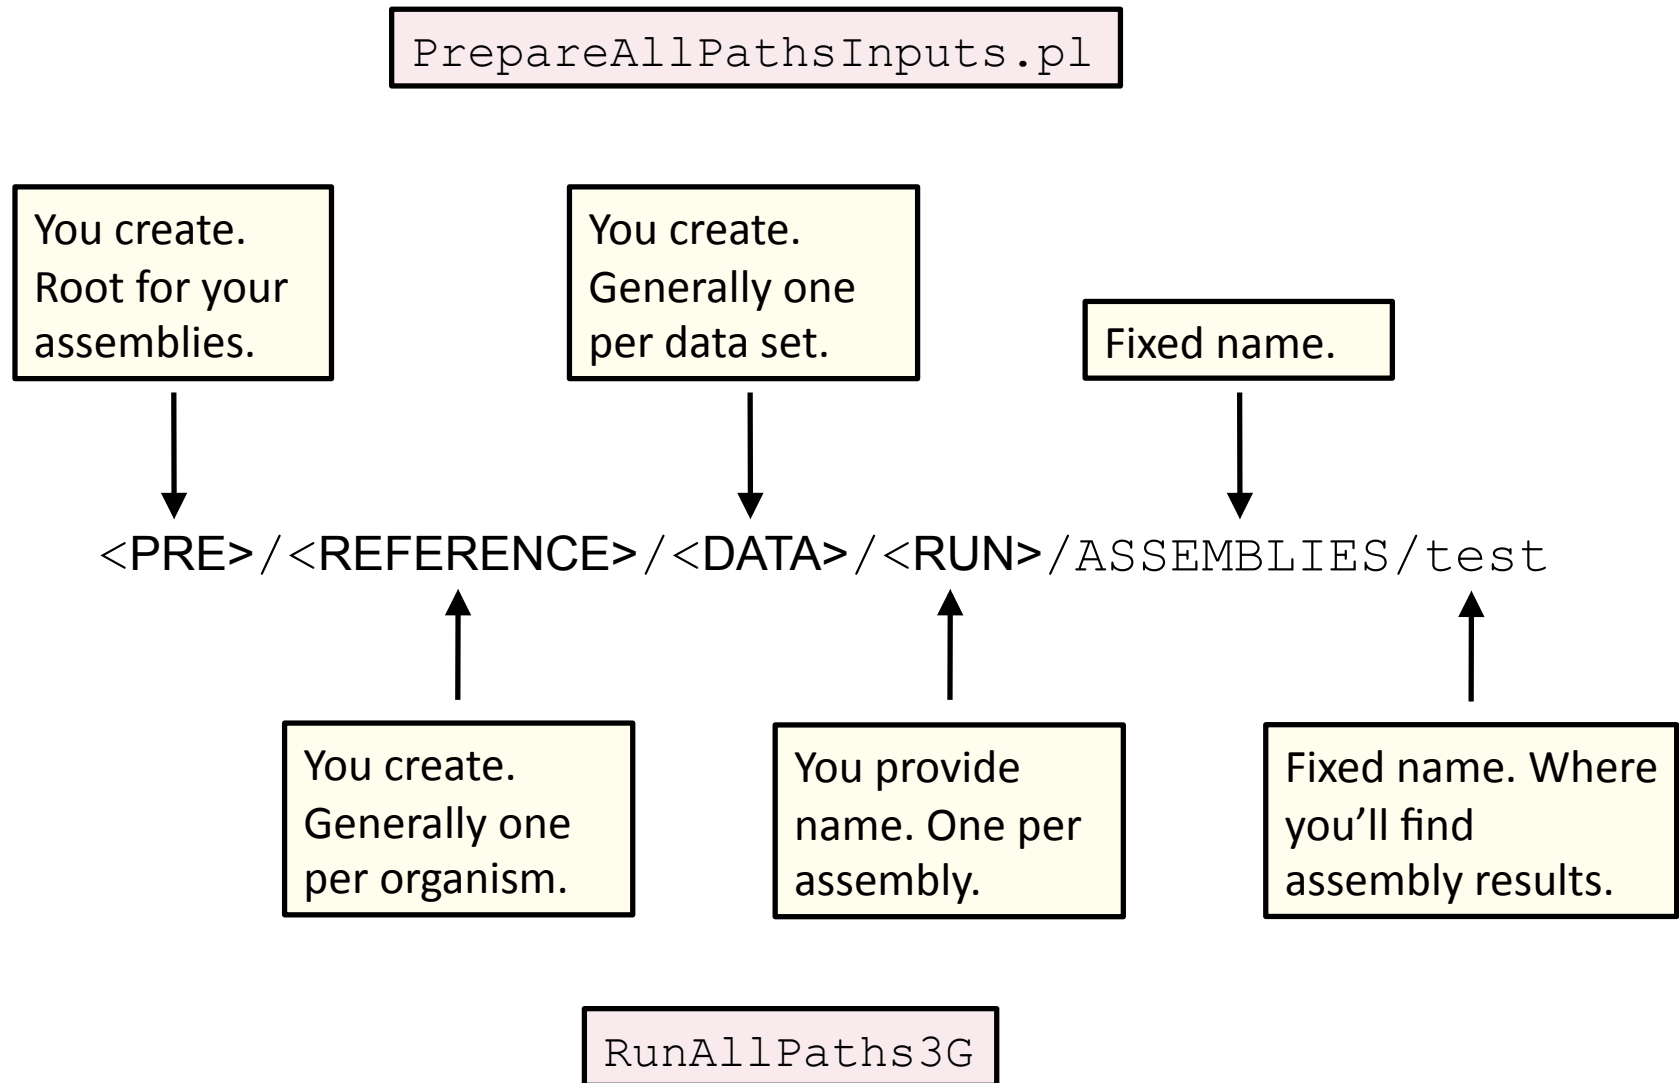 PrepareAllPathsInputs.pl
You create.
Root for your
assemblies.
You create.
Generally one
per data set.
Fixed name.
<PRE>/<REFERENCE>/<DATA>/<RUN>/ASSEMBLIES/test
You create.
Generally one
per organism.
You provide
name. One per
assembly.
Fixed name. Where
you’ll find
assembly results.
RunAllPaths3G